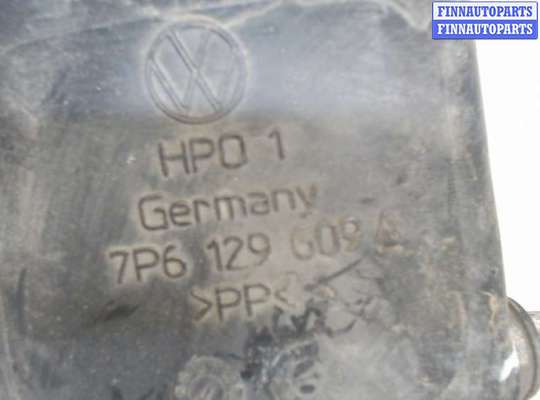 FINNAUTOPARTS
FINNAUTOPARTS
HPO 1
Germany
7P6 129 609 A
>PP<